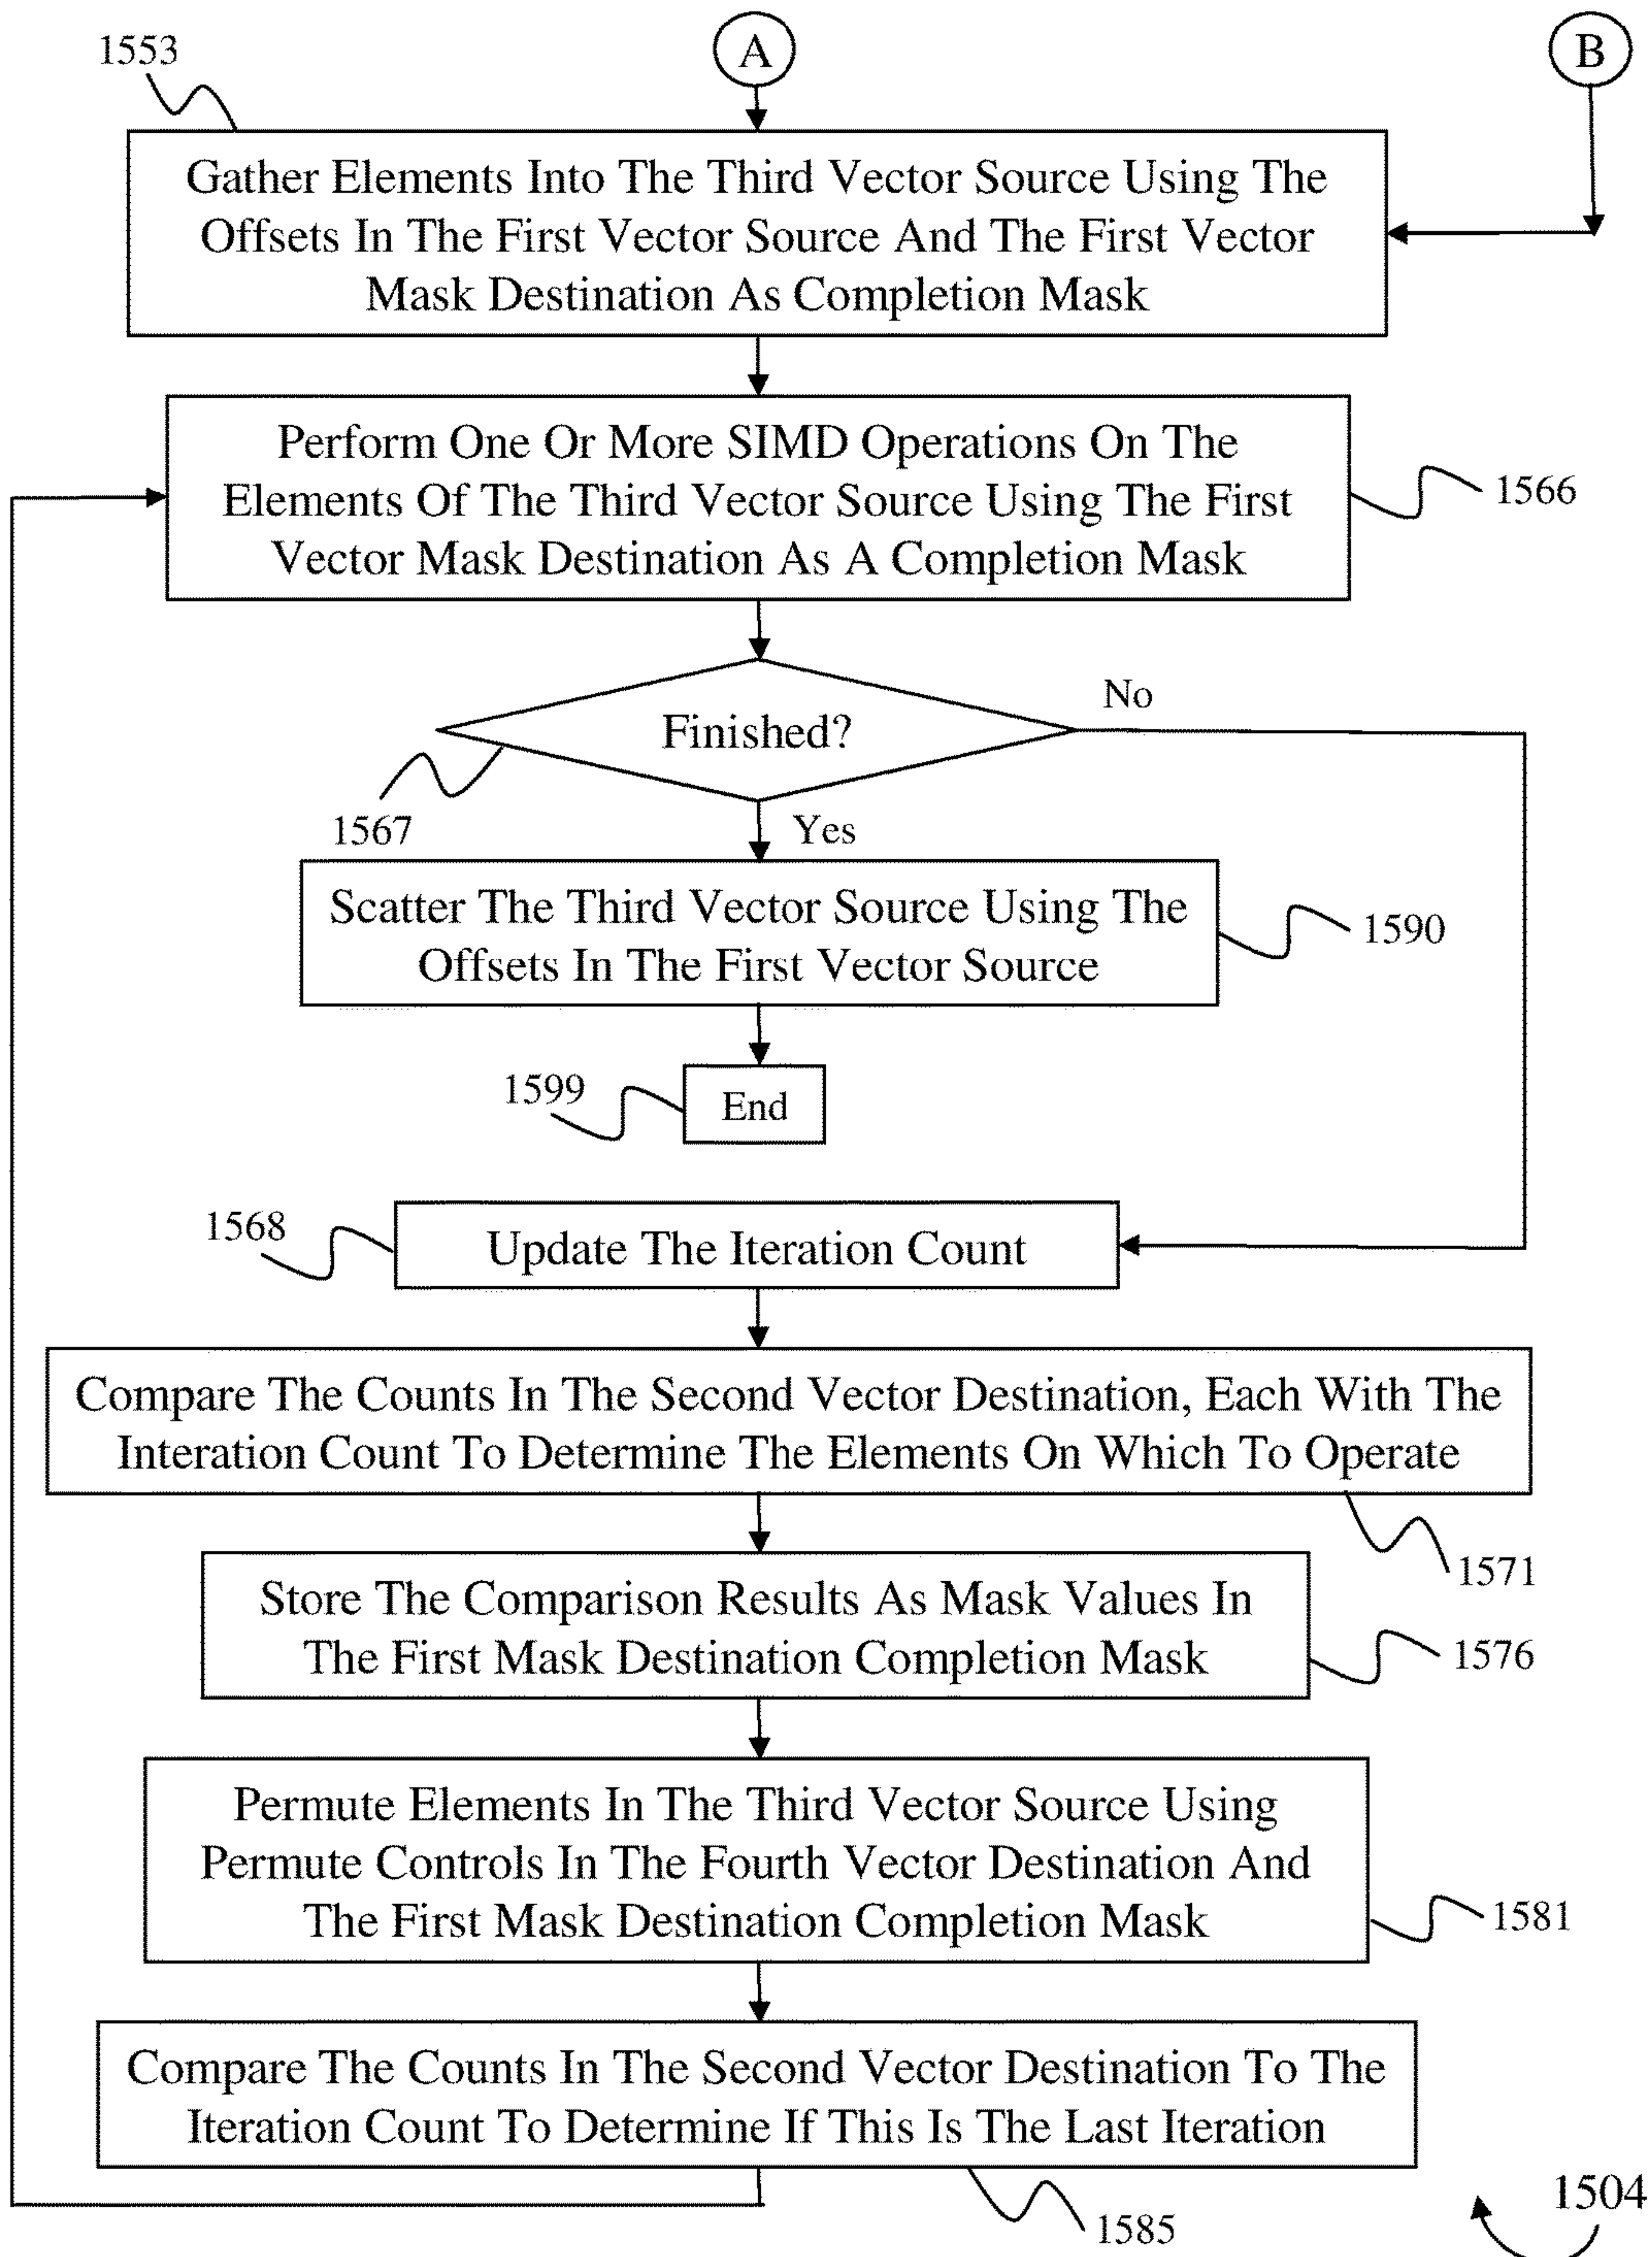 1553
A
B
Gather Elements Into The Third Vector Source Using The
Offsets In The First Vector Source And The First Vector
Mask Destination As Completion Mask
Perform One Or More SIMD Operations On The
Elements Of The Third Vector Source Using The First
Vector Mask Destination As A Completion Mask
1566
No
Finished?
1567
Yes
Scatter The Third Vector Source Using The
Offsets In The First Vector Source
1590
1599
End
1568
Update The Iteration Count
Compare The Counts In The Second Vector Destination, Each With The
Interation Count To Determine The Elements On Which To Operate
1571
Store The Comparison Results As Mask Values In
The First Mask Destination Completion Mask
1576
Permute Elements In The Third Vector Source Using
Permute Controls In The Fourth Vector Destination And
The First Mask Destination Completion Mask
1581
Compare The Counts In The Second Vector Destination To The
Iteration Count To Determine If This Is The Last Iteration
1585
1504